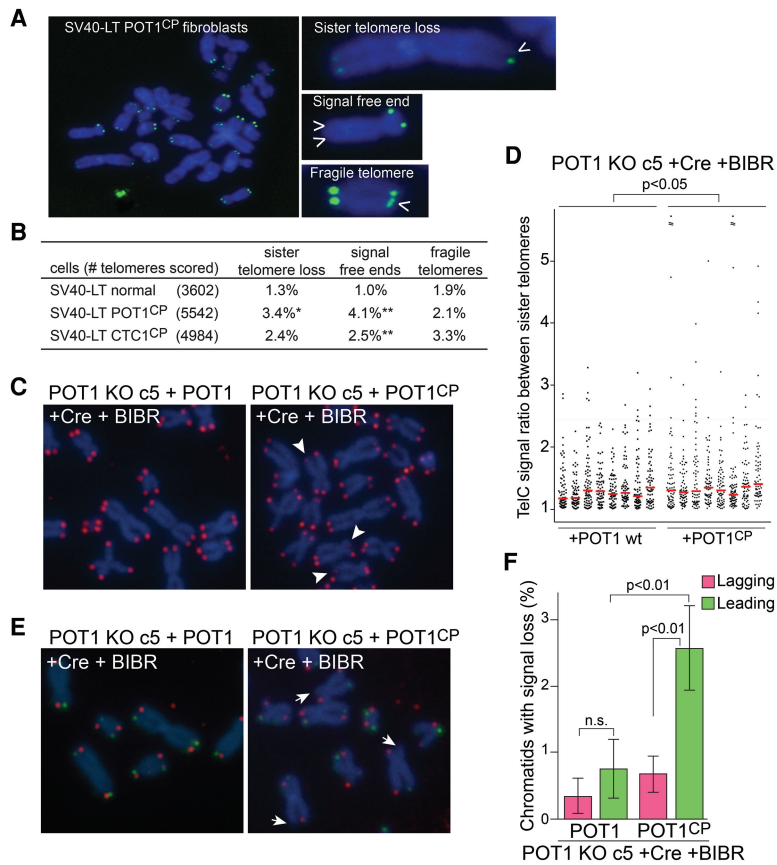 A
SV40-LT POT1CP fibroblasts
Sister telomere loss
Signal free end
Fragile telomere
B
cells (# telomeres scored) sister telomere loss signal free ends fragile telomeres
SV40-LT normal (3602) 1.3% 1.0% 1.9%
SV40-LT POT1CP (5542) 3.4%* 4.1%** 2.1%
SV40-LT CTC1CP (4984) 2.4% 2.5%** 3.3%
C
POT1 KO c5 + POT1
+Cre + BIBR
POT1 KO c5 + POT1CP
+Cre + BIBR
D
POT1 KO c5 +Cre +BIBR
p<0.05
TelC signal ratio between sister telomeres
5
4
3
2
1
+POT1 wt
+POT1CP
E
POT1 KO c5 + POT1
+Cre + BIBR
POT1 KO c5 + POT1CP
+Cre + BIBR
F
Lagging
Leading
p<0.01
p<0.01
n.s.
Chromatids with signal loss (%)
3
2
1
0
POT1
POT1CP
POT1 KO c5 +Cre +BIBR